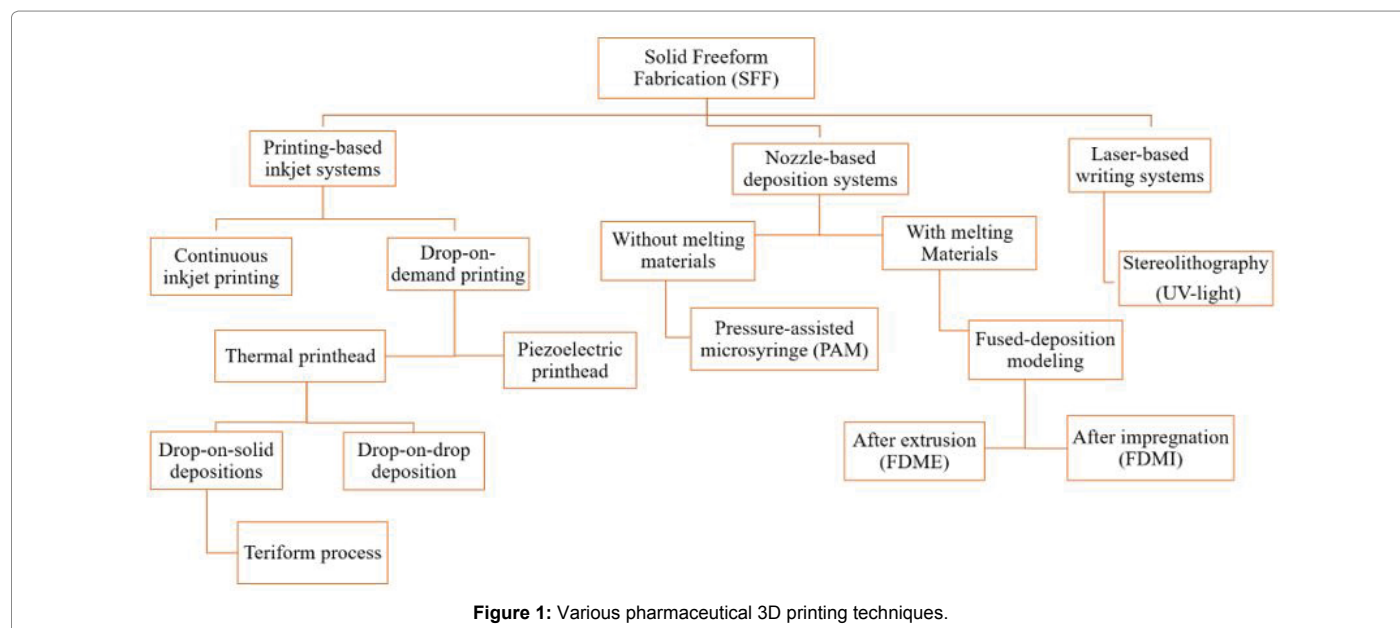 Solid Freeform
Fabrication (SFF)
Printing-based
inkjet systems
Nozzle-based
deposition systems
Laser-based
writing systems
Continuous
inkjet printing
Drop-on-
demand printing
Without melting
materials
With melting
Materials
Stereolithography
(UV-light)
Thermal printhead
Piezoelectric
printhead
Pressure-assisted
microsyringe (PAM)
Fused-deposition
modeling
Drop-on-solid
depositions
Drop-on-drop
deposition
After extrusion
(FDME)
After impregnation
(FDMI)
Teriform process
Figure 1: Various pharmaceutical 3D printing techniques.